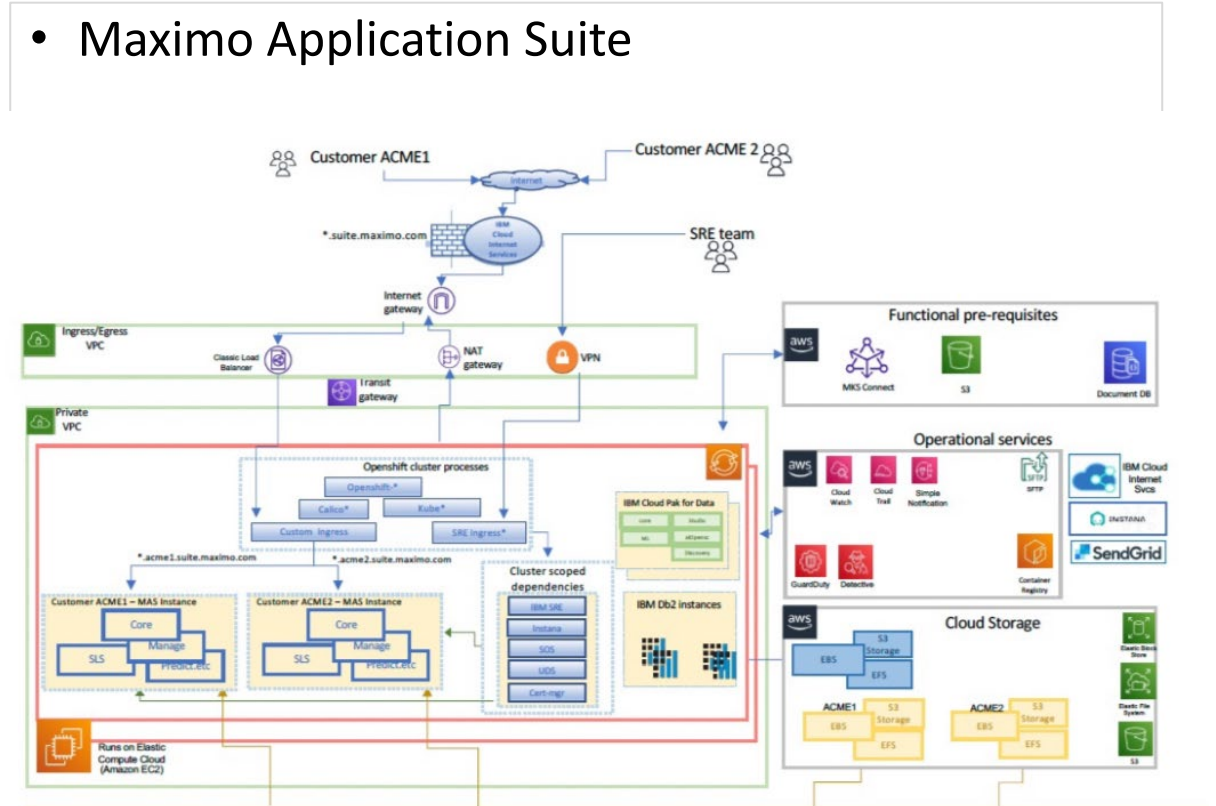 • Maximo Application Suite
Customer ACME1
Customer ACME 2
Internet
*.suite.maximo.com
IBM
Cloud
Internet
Services
SRE team
Internet
gateway
Ingress/Egress
VPC
Classic Load
Balancer
NAT
gateway
VPN
Transit
gateway
Private
VPC
Functional pre-requisites
aws
MKS Connect
S3
Document DB
Openshift cluster processes
Openshift-*
Calico*
Kube*
Custom Ingress
SRE Ingress*
*.acme1.suite.maximo.com
*.acme2.suite.maximo.com
IBM Cloud Pak for Data
Operational services
aws
Cloud
Watch
Cloud
Trail
Simple
Notification
SFTP
SFTP
IBM Cloud
Internet
Svcs
INSTANA
SendGrid
GuardDuty
Detective
Container
Registry
Cluster scoped
dependencies
IBM SRE
Instana
SOS
UDS
Cert-mgr
Customer ACME1 – MAS Instance
Core
Manage
SLS
Predict.etc
Customer ACME2 – MAS Instance
Core
Manage
SLS
Predict.etc
IBM Db2 instances
aws
Cloud Storage
S3
Storage
EBS
EFS
ACME1
S3
Storage
EBS
EFS
ACME2
S3
Storage
EBS
EFS
Elastic Block
Store
Elastic File
System
S3
Runs on Elastic
Compute Cloud
(Amazon EC2)